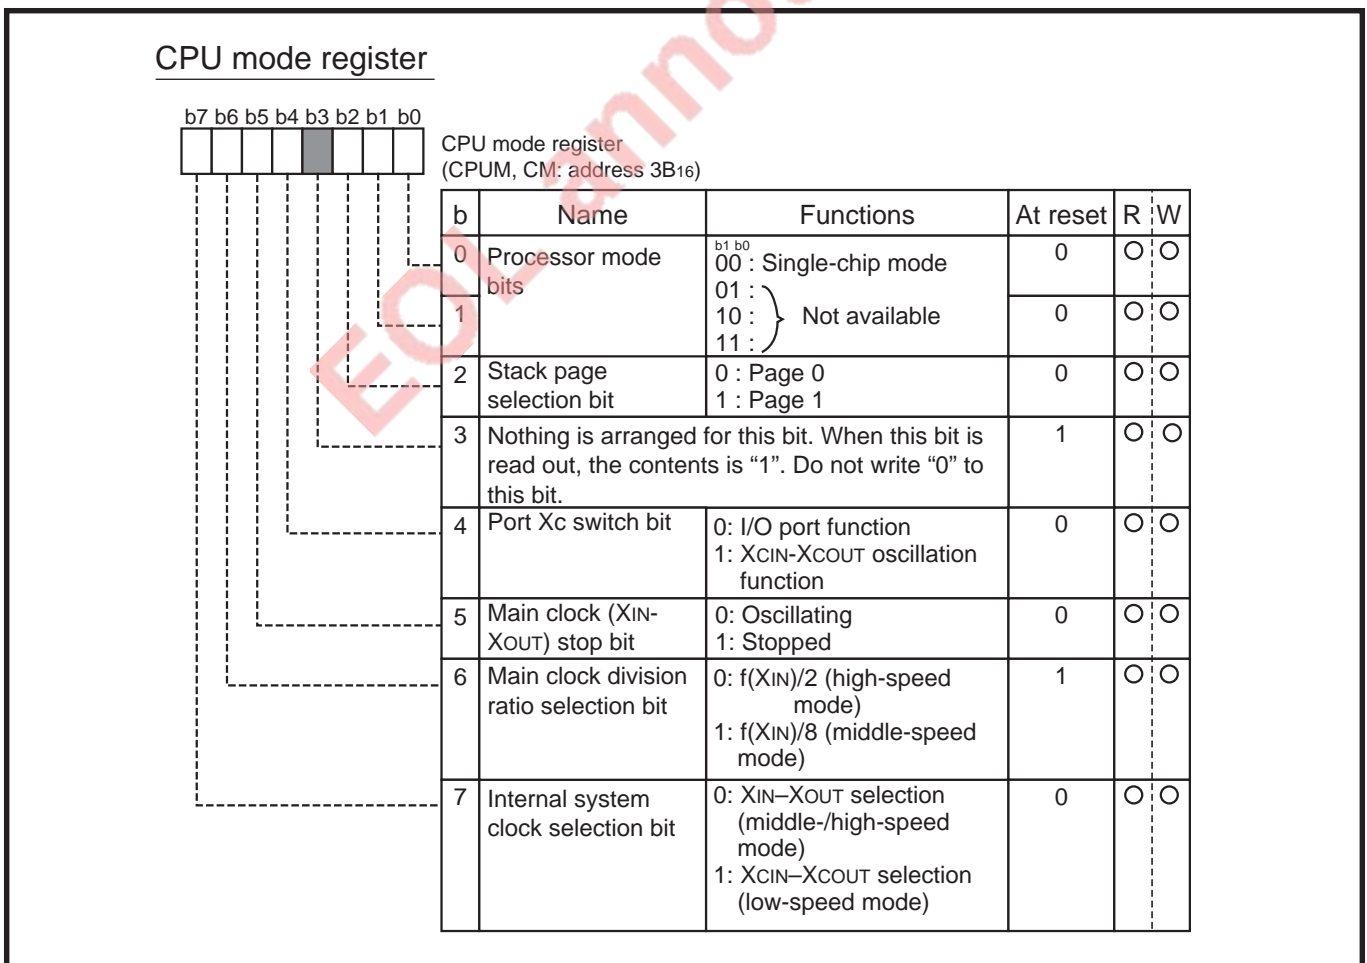 EOL anno
CPU mode register
b7 b6 b5 b4 b3 b2 b1 b0
CPU mode register
(CPUM, CM: address 3B16)
b Name Functions At reset R W
0 Processor mode bits
b1 b0
00 : Single-chip mode
0
1
01 :
10 : Not available
11 :
0
2 Stack page
selection bit
0 : Page 0
1 : Page 1
0
3 Nothing is arranged for this bit. When this bit is
read out, the contents is “1”. Do not write “0” to
this bit.
1
4 Port Xc switch bit
0: I/O port function
1: XCIN-XCOUT oscillation
function
0
5 Main clock (XIN-
XOUT) stop bit
0: Oscillating
1: Stopped
0
6 Main clock division
ratio selection bit
0: f(XIN)/2 (high-speed
mode)
1: f(XIN)/8 (middle-speed
mode)
1
7 Internal system
clock selection bit
0: XIN–XOUT selection
(middle-/high-speed
mode)
1: XCIN–XCOUT selection
(low-speed mode)
0